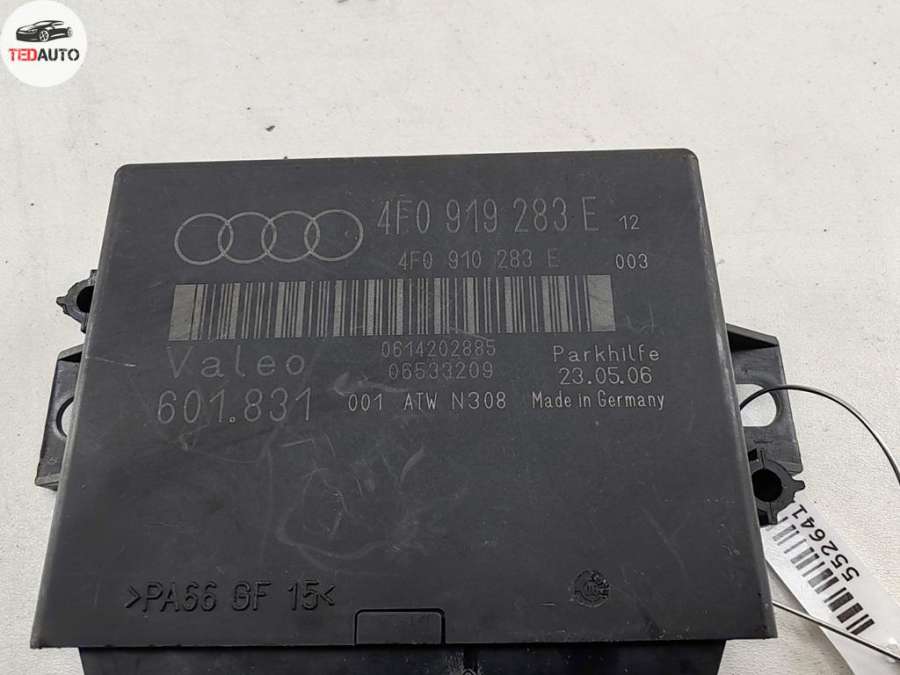 TEDAUTO
4F0 919 283 E 12
4F0 910 283 E 003
0614202885
Valeo 06533209 Parkhilfe
23.05.06
601.831 001 ATW N308 Made in Germany
>PA66 GF 15<
552641